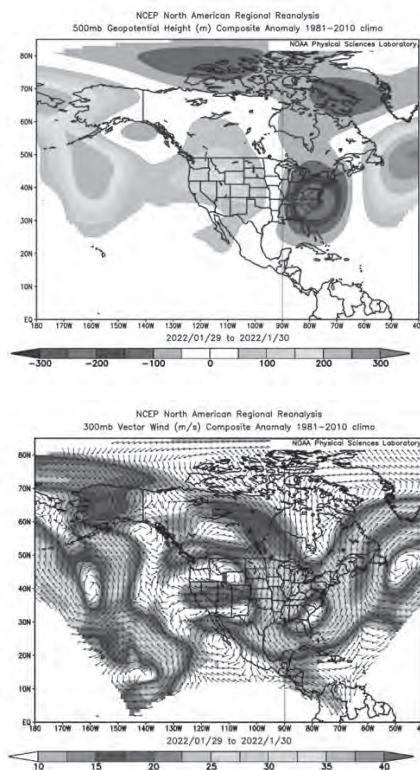 NCEP North American Regional Reanalysis
500mb Geopotential Height (m) Composite Anomaly 1981-2010 climo
NOAA Physical Sciences Laboratory
80N
70N
60N
50N
40N
30N
20N
10N
EQ
180 170W 160W 150W 140W 130W 120W 110W 100W 90W 80W 70W 60W 50W 40W
2022/01/29 to 2022/1/30
-300 -200 -100 0 100 200 300
NCEP North American Regional Reanalysis
300mb Vector Wind (m/s) Composite Anomaly 1981-2010 climo
NOAA Physical Sciences Laboratory
80N
70N
60N
50N
40N
30N
20N
10N
EQ
180 170W 160W 150W 140W 130W 120W 110W 100W 90W 80W 70W 60W 50W 40W
2022/01/29 to 2022/1/30
10 15 20 25 30 35 40